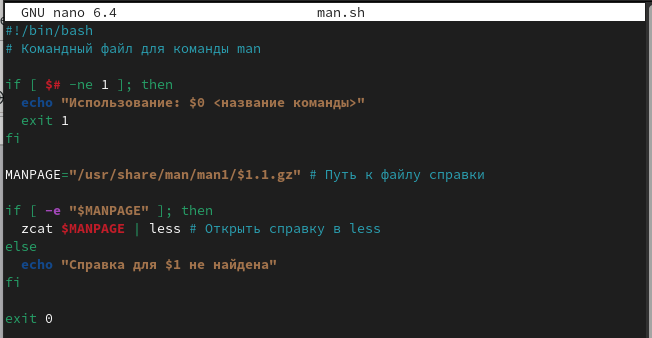 GNU nano 6.4 man.sh
#!/bin/bash
# Командный файл для команды man
if [ $# -ne 1 ]; then
echo "Использование: $0 <название команды>"
exit 1
fi
MANPAGE="/usr/share/man/man1/$1.1.gz" # Путь к файлу справки
if [ -e "$MANPAGE" ]; then
zcat $MANPAGE | less # Открыть справку в less
else
echo "Справка для $1 не найдена"
fi
exit 0